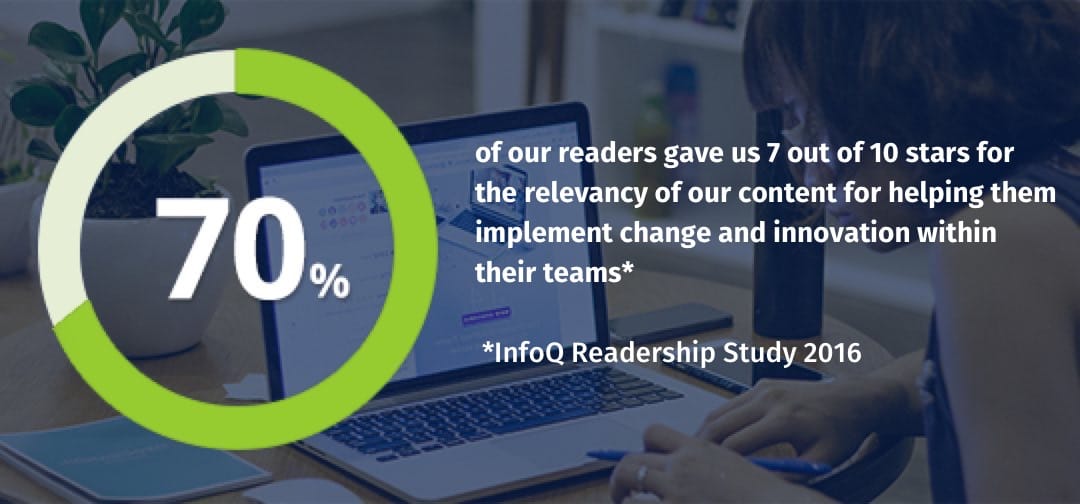 70%
of our readers gave us 7 out of 10 stars for
the relevancy of our content for helping them
implement change and innovation within
their teams*
*InfoQ Readership Study 2016